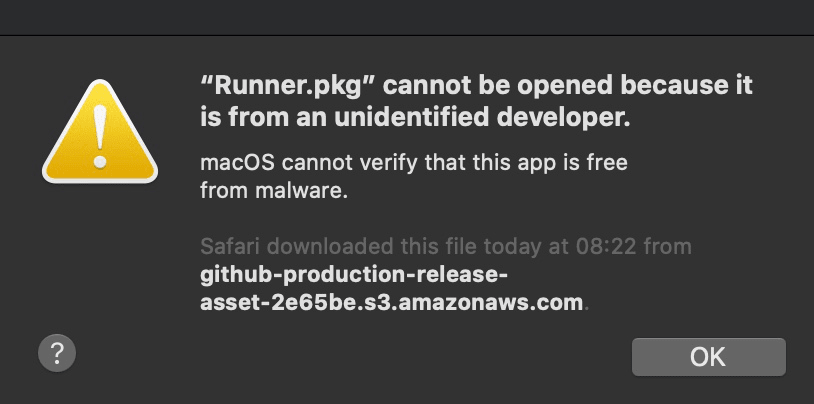 “Runner.pkg” cannot be opened because it
is from an unidentified developer.
macOS cannot verify that this app is free
from malware.
Safari downloaded this file today at 08:22 from
github-production-release-
asset-2e65be.s3.amazonaws.com.
?
OK